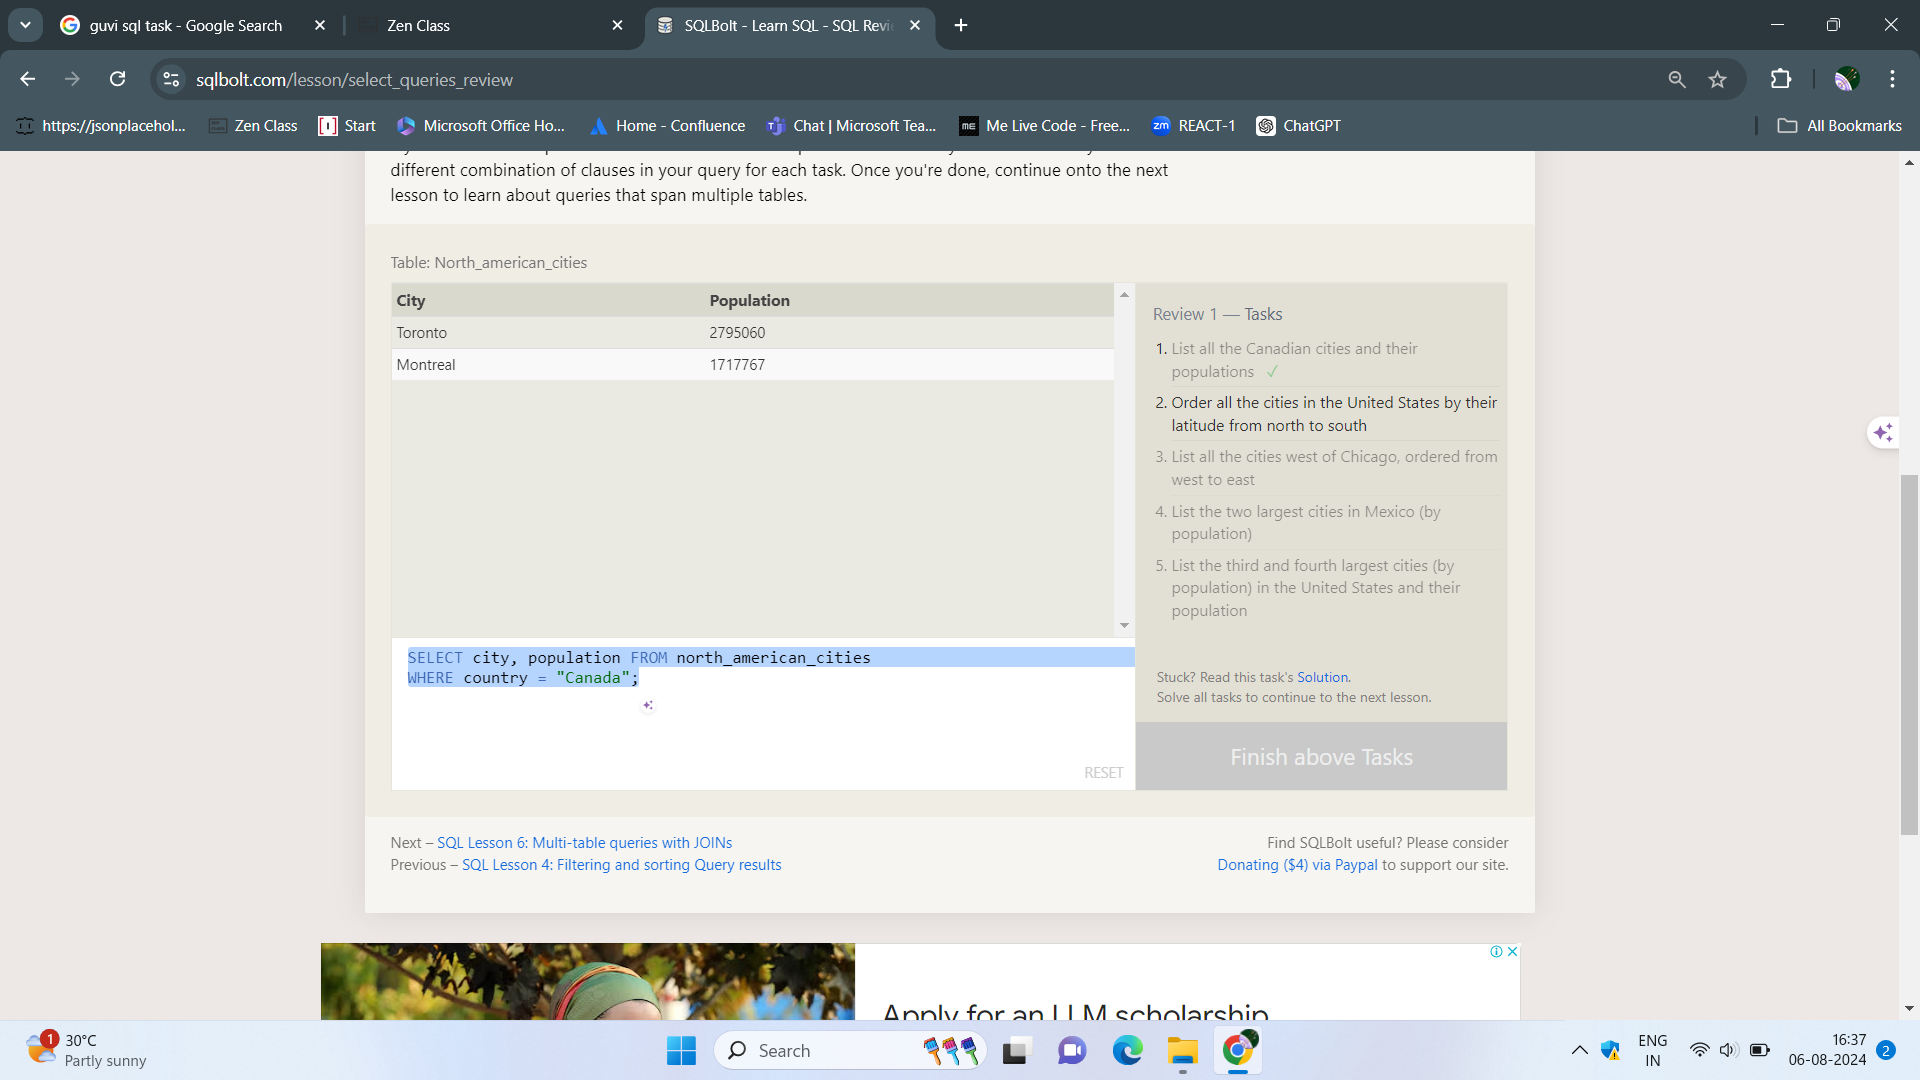 guvi sql task - Google Search
Zen Class
SQLBolt - Learn SQL - SQL Revi
sqlbolt.com/lesson/select_queries_review
https://jsonplacehol...
Zen Class
Start
Microsoft Office Ho...
Home - Confluence
Chat | Microsoft Tea...
Me Live Code - Free...
REACT-1
ChatGPT
All Bookmarks
different combination of clauses in your query for each task. Once you're done, continue onto the next
lesson to learn about queries that span multiple tables.
Table: North_american_cities
City Population
Toronto 2795060
Montreal 1717767
Review 1 — Tasks
1. List all the Canadian cities and their
populations ✓
2. Order all the cities in the United States by their
latitude from north to south
3. List all the cities west of Chicago, ordered from
west to east
4. List the two largest cities in Mexico (by
population)
5. List the third and fourth largest cities (by
population) in the United States and their
population
SELECT city, population FROM north_american_cities
WHERE country = "Canada";
RESET
Stuck? Read this task's Solution.
Solve all tasks to continue to the next lesson.
Finish above Tasks
Next – SQL Lesson 6: Multi-table queries with JOINs
Previous – SQL Lesson 4: Filtering and sorting Query results
Find SQLBolt useful? Please consider
Donating ($4) via Paypal to support our site.
Apply for an LLM scholarship
1
30°C
Partly sunny
Search
ENG
IN
16:37
06-08-2024
2